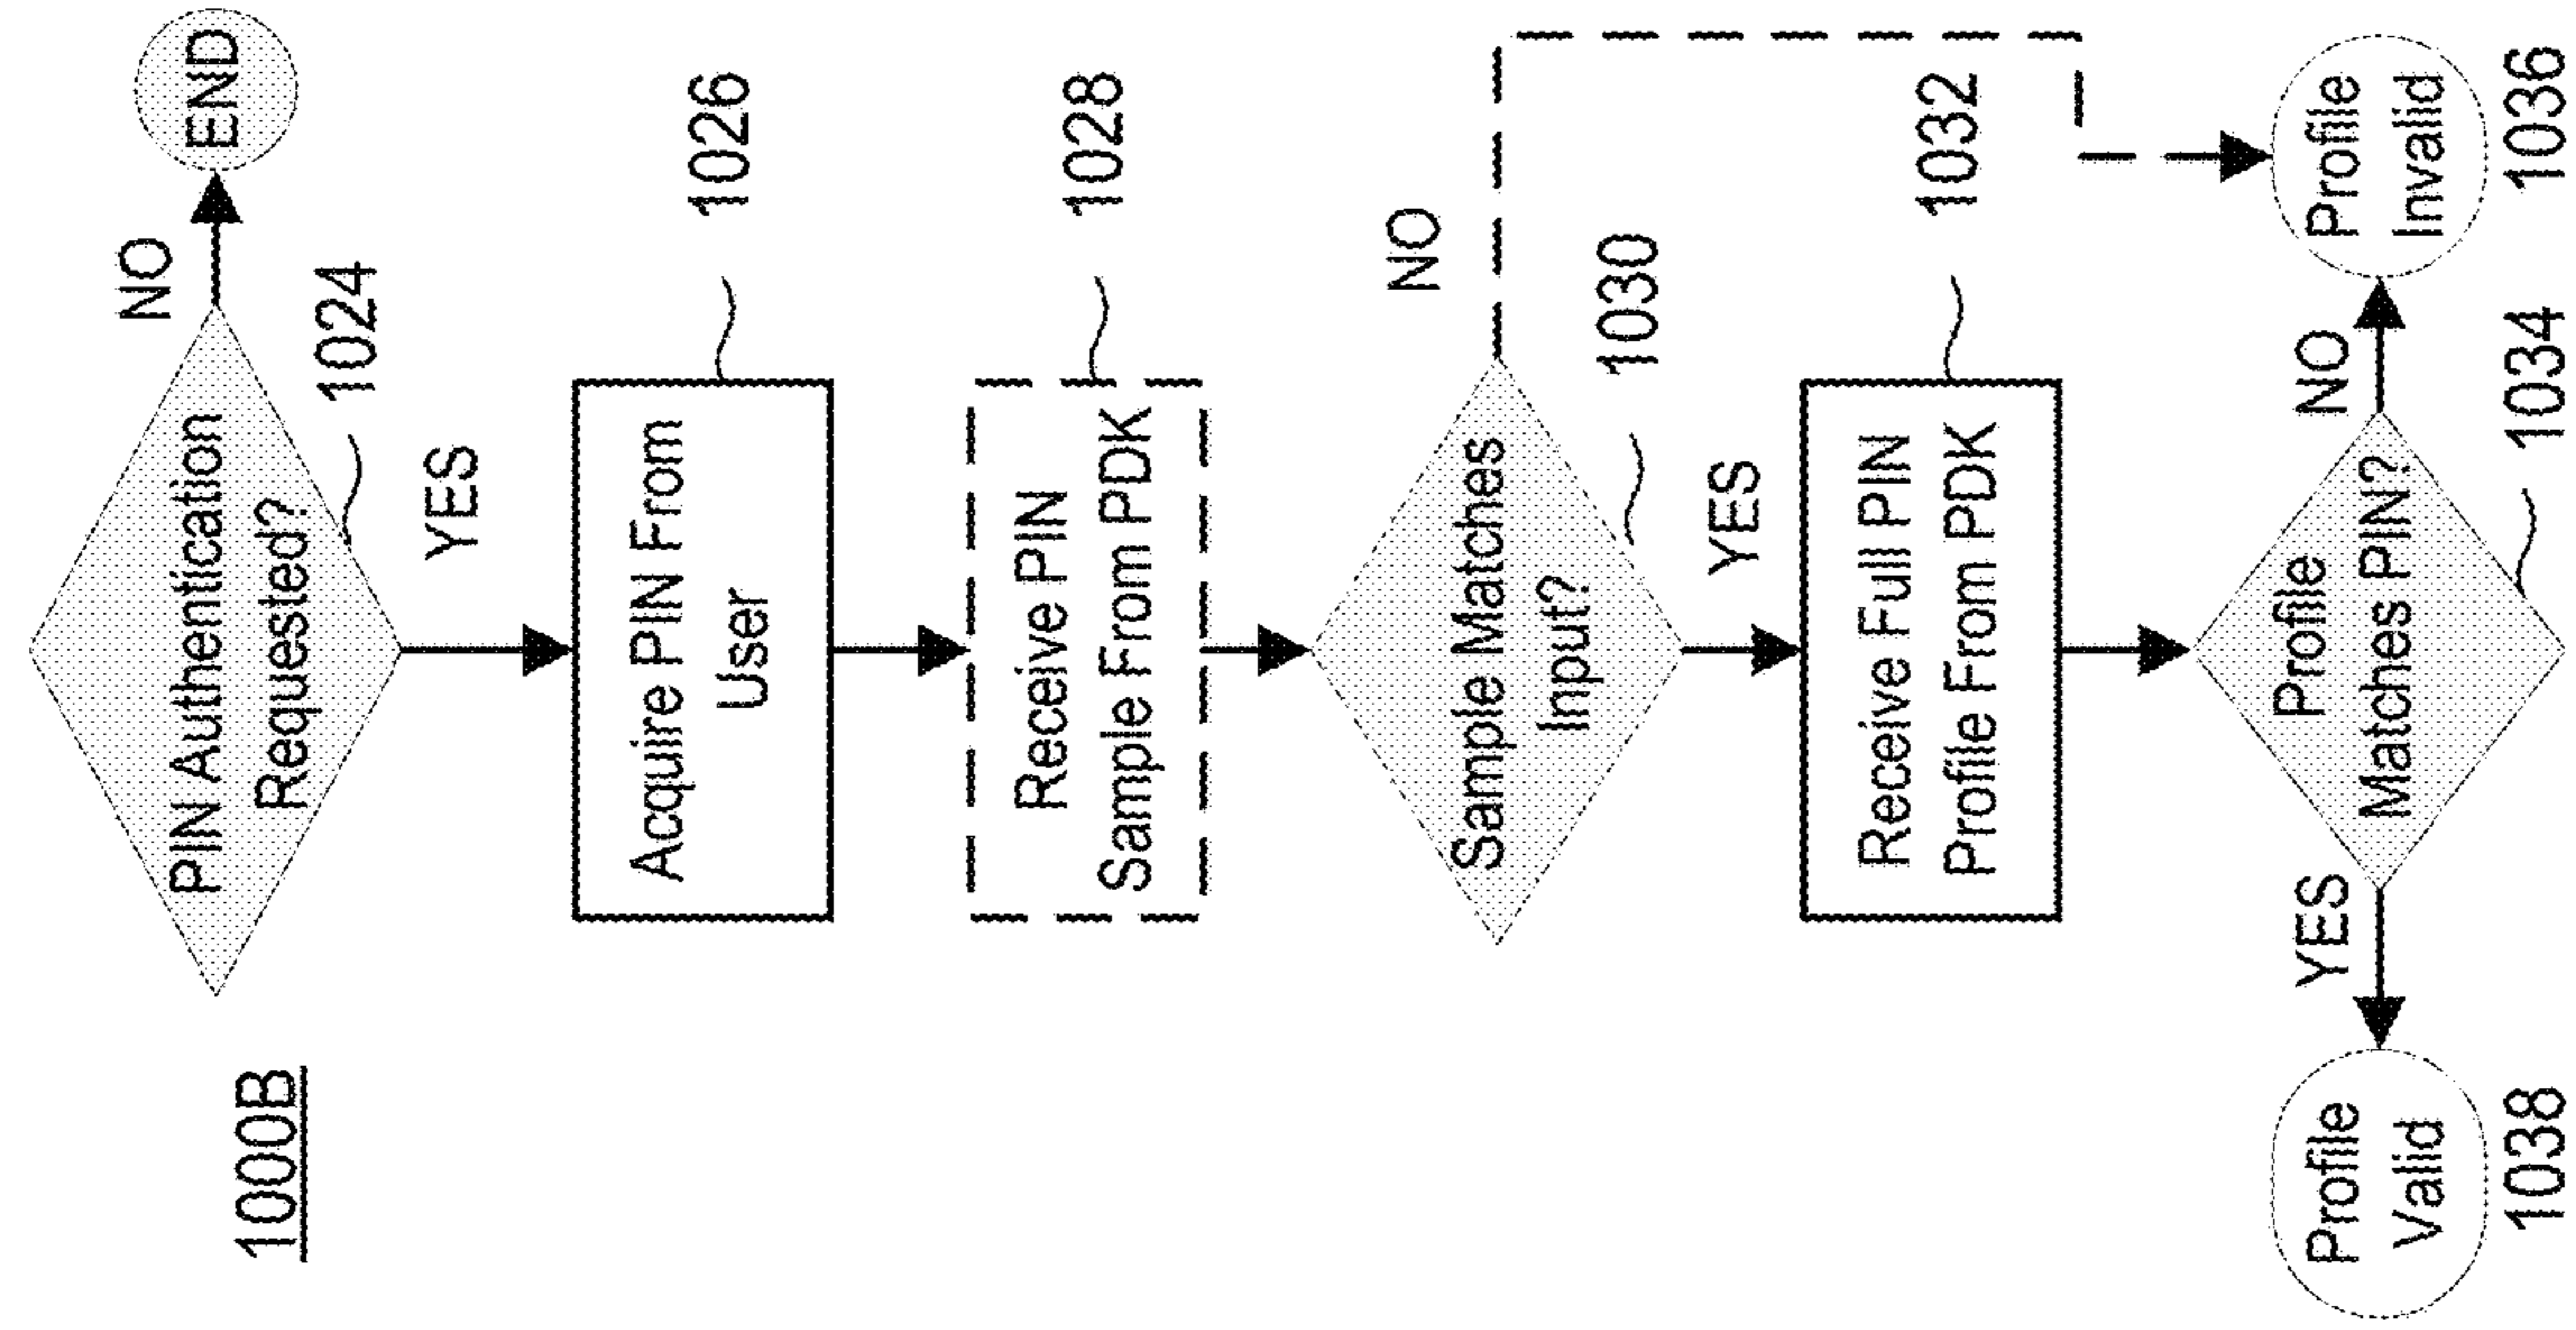 1000B
PIN Authentication
Requested?
1024
NO
END
YES
Acquire PIN From
User
1026
Receive PIN
Sample From PDK
1028
Sample Matches
Input?
1030
NO
YES
Receive Full PIN
Profile From PDK
1032
Profile
Matches PIN?
1034
NO
Profile
Invalid
1036
YES
Profile
Valid
1038